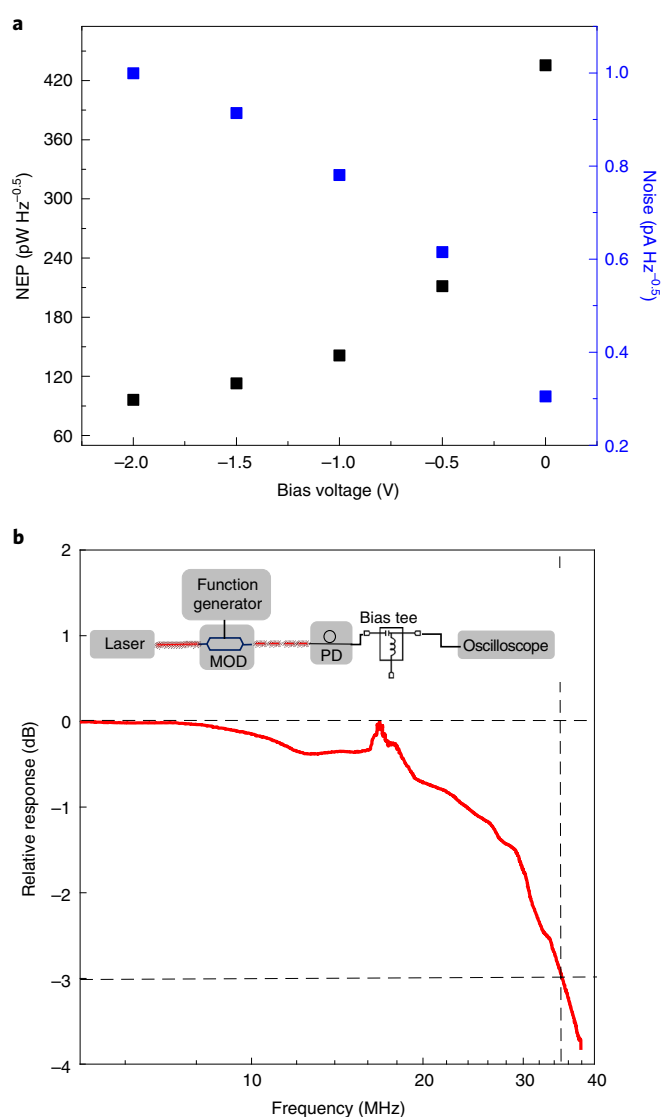 a
420
360
300
240
180
120
60
NEP (pW Hz⁻⁰·⁵)
1.0
0.8
0.6
0.4
0.2
Noise (pA Hz⁻⁰·⁵)
–2.0 –1.5 –1.0 –0.5 0
Bias voltage (V)
b
2
1
0
–1
–2
–3
–4
Relative response (dB)
Function
generator
Laser
MOD
PD
Bias tee
Oscilloscope
10 20 30 40
Frequency (MHz)